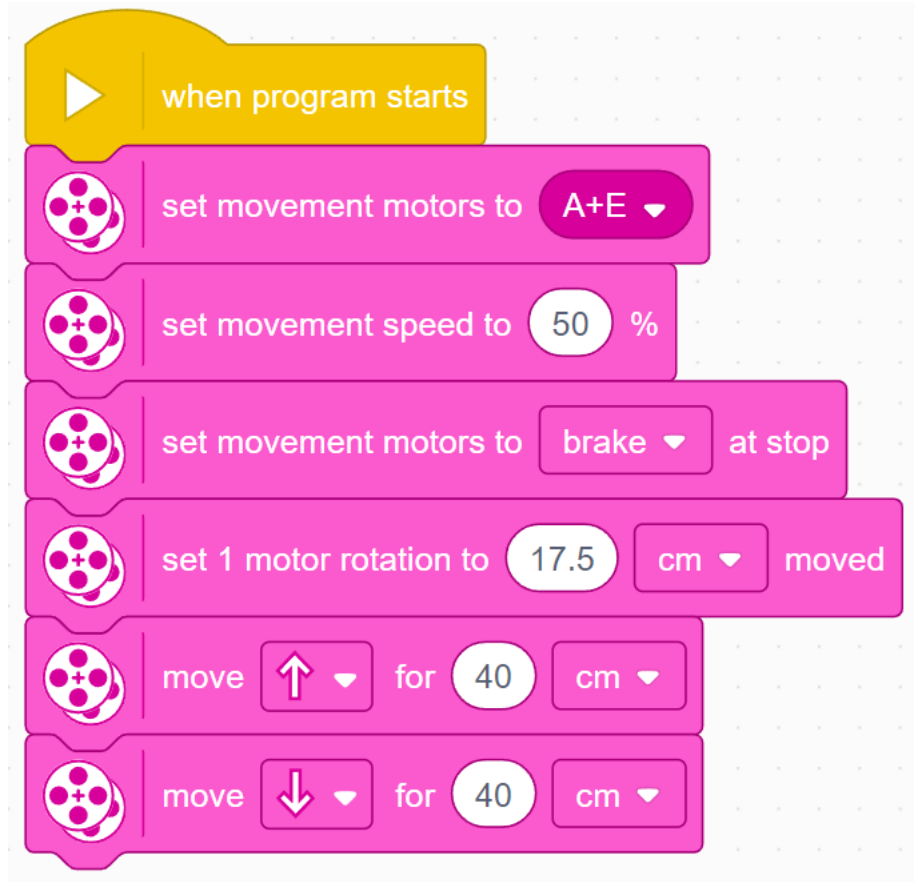 when program starts
set movement motors to A+E
set movement speed to 50 %
set movement motors to brake at stop
set 1 motor rotation to 17.5 cm moved
move for 40 cm
move for 40 cm